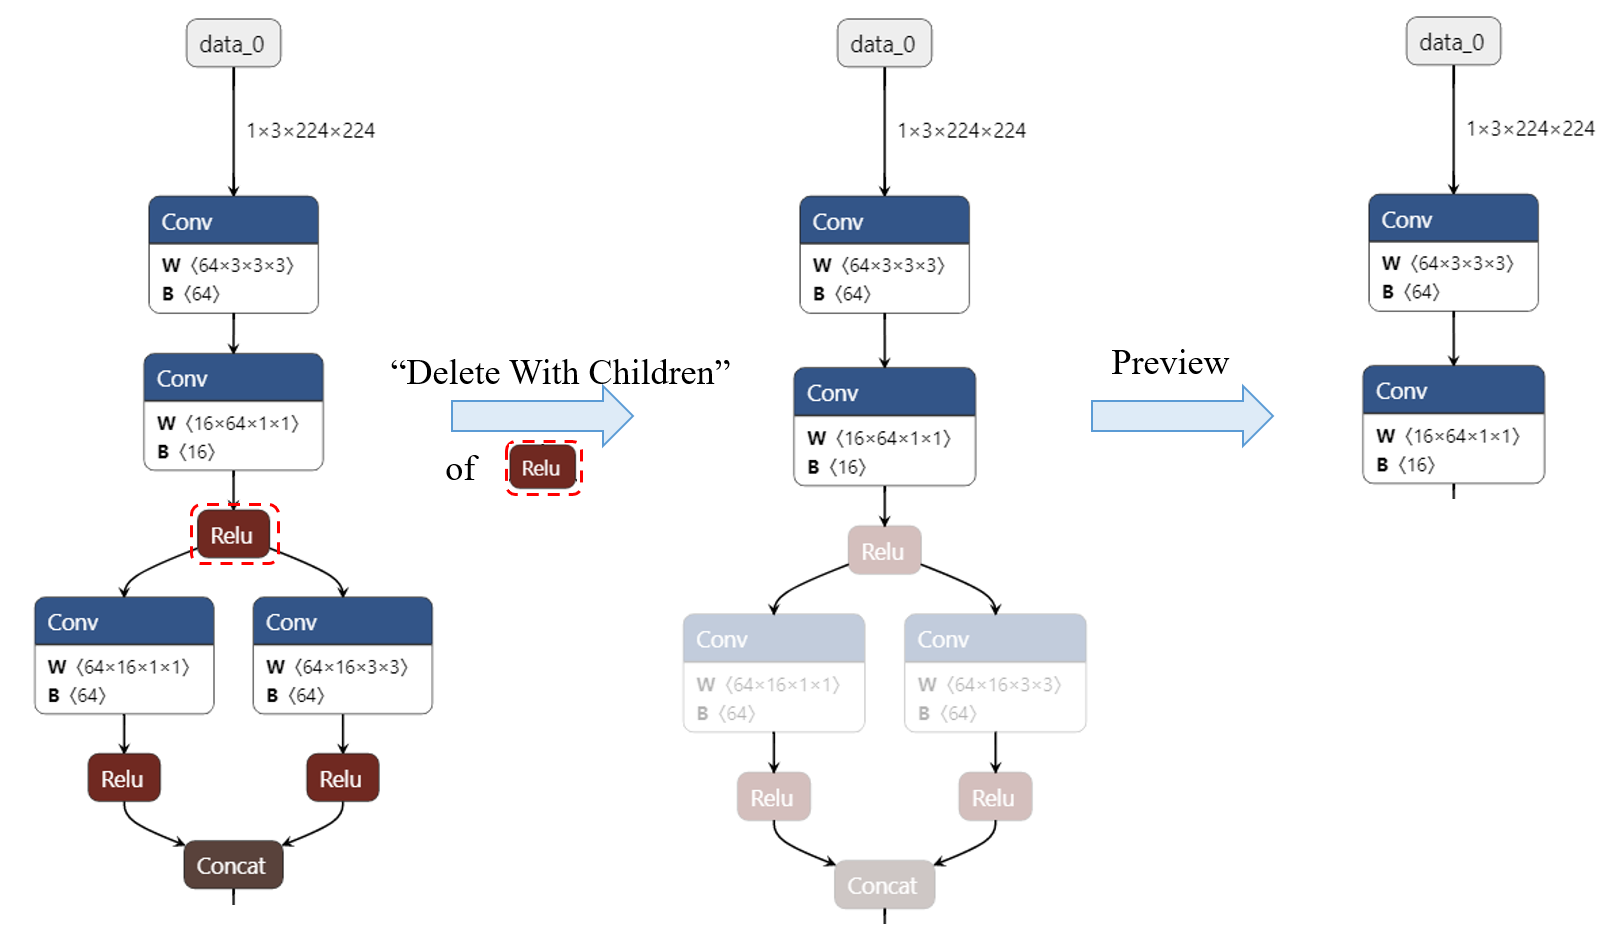 data_0
1×3×224×224
Conv
W 〈64×3×3×3〉
B 〈64〉
Conv
W 〈16×64×1×1〉
B 〈16〉
Relu
Conv
W 〈64×16×1×1〉
B 〈64〉
Conv
W 〈64×16×3×3〉
B 〈64〉
Relu
Relu
Concat
“Delete With Children”
of Relu
data_0
1×3×224×224
Conv
W 〈64×3×3×3〉
B 〈64〉
Conv
W 〈16×64×1×1〉
B 〈16〉
Relu
Conv
W 〈64×16×1×1〉
B 〈64〉
Conv
W 〈64×16×3×3〉
B 〈64〉
Relu
Relu
Concat
Preview
data_0
1×3×224×224
Conv
W 〈64×3×3×3〉
B 〈64〉
Conv
W 〈16×64×1×1〉
B 〈16〉